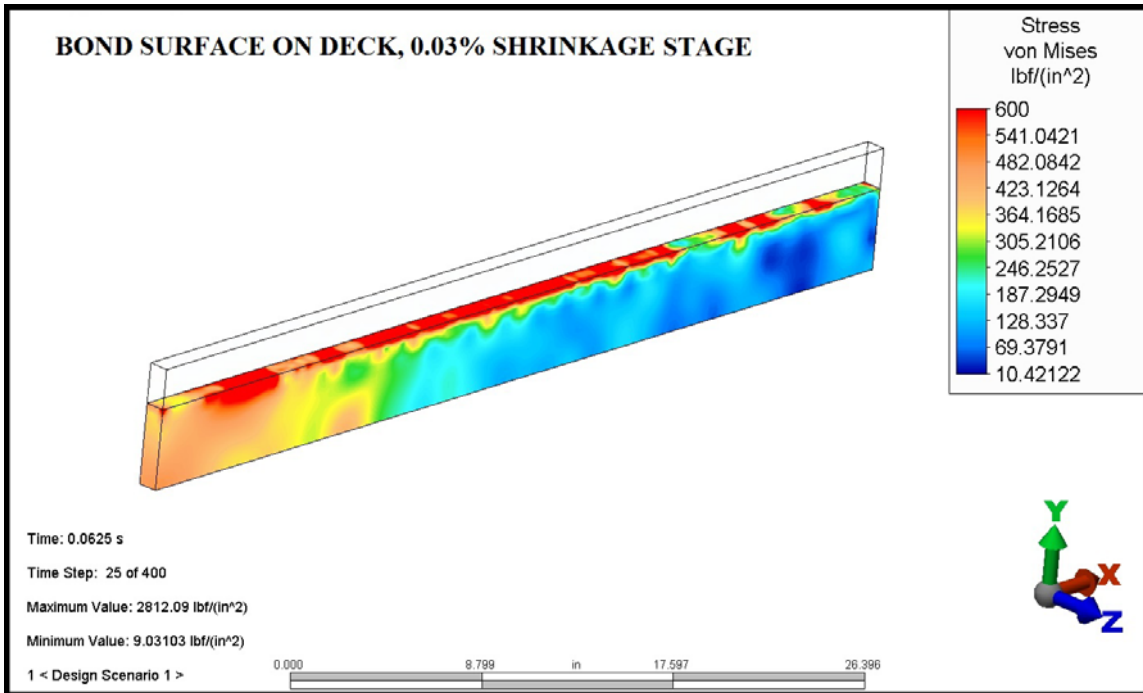 BOND SURFACE ON DECK, 0.03% SHRINKAGE STAGE
Stress
von Mises
lbf/(in^2)
600
541.0421
482.0842
423.1264
364.1685
305.2106
246.2527
187.2949
128.337
69.3791
10.42122
Time: 0.0625 s
Time Step: 25 of 400
Maximum Value: 2812.09 lbf/(in^2)
Minimum Value: 9.03103 lbf/(in^2)
1 < Design Scenario 1 >
0.000 8.799 in 17.597 26.396
Y
X
Z